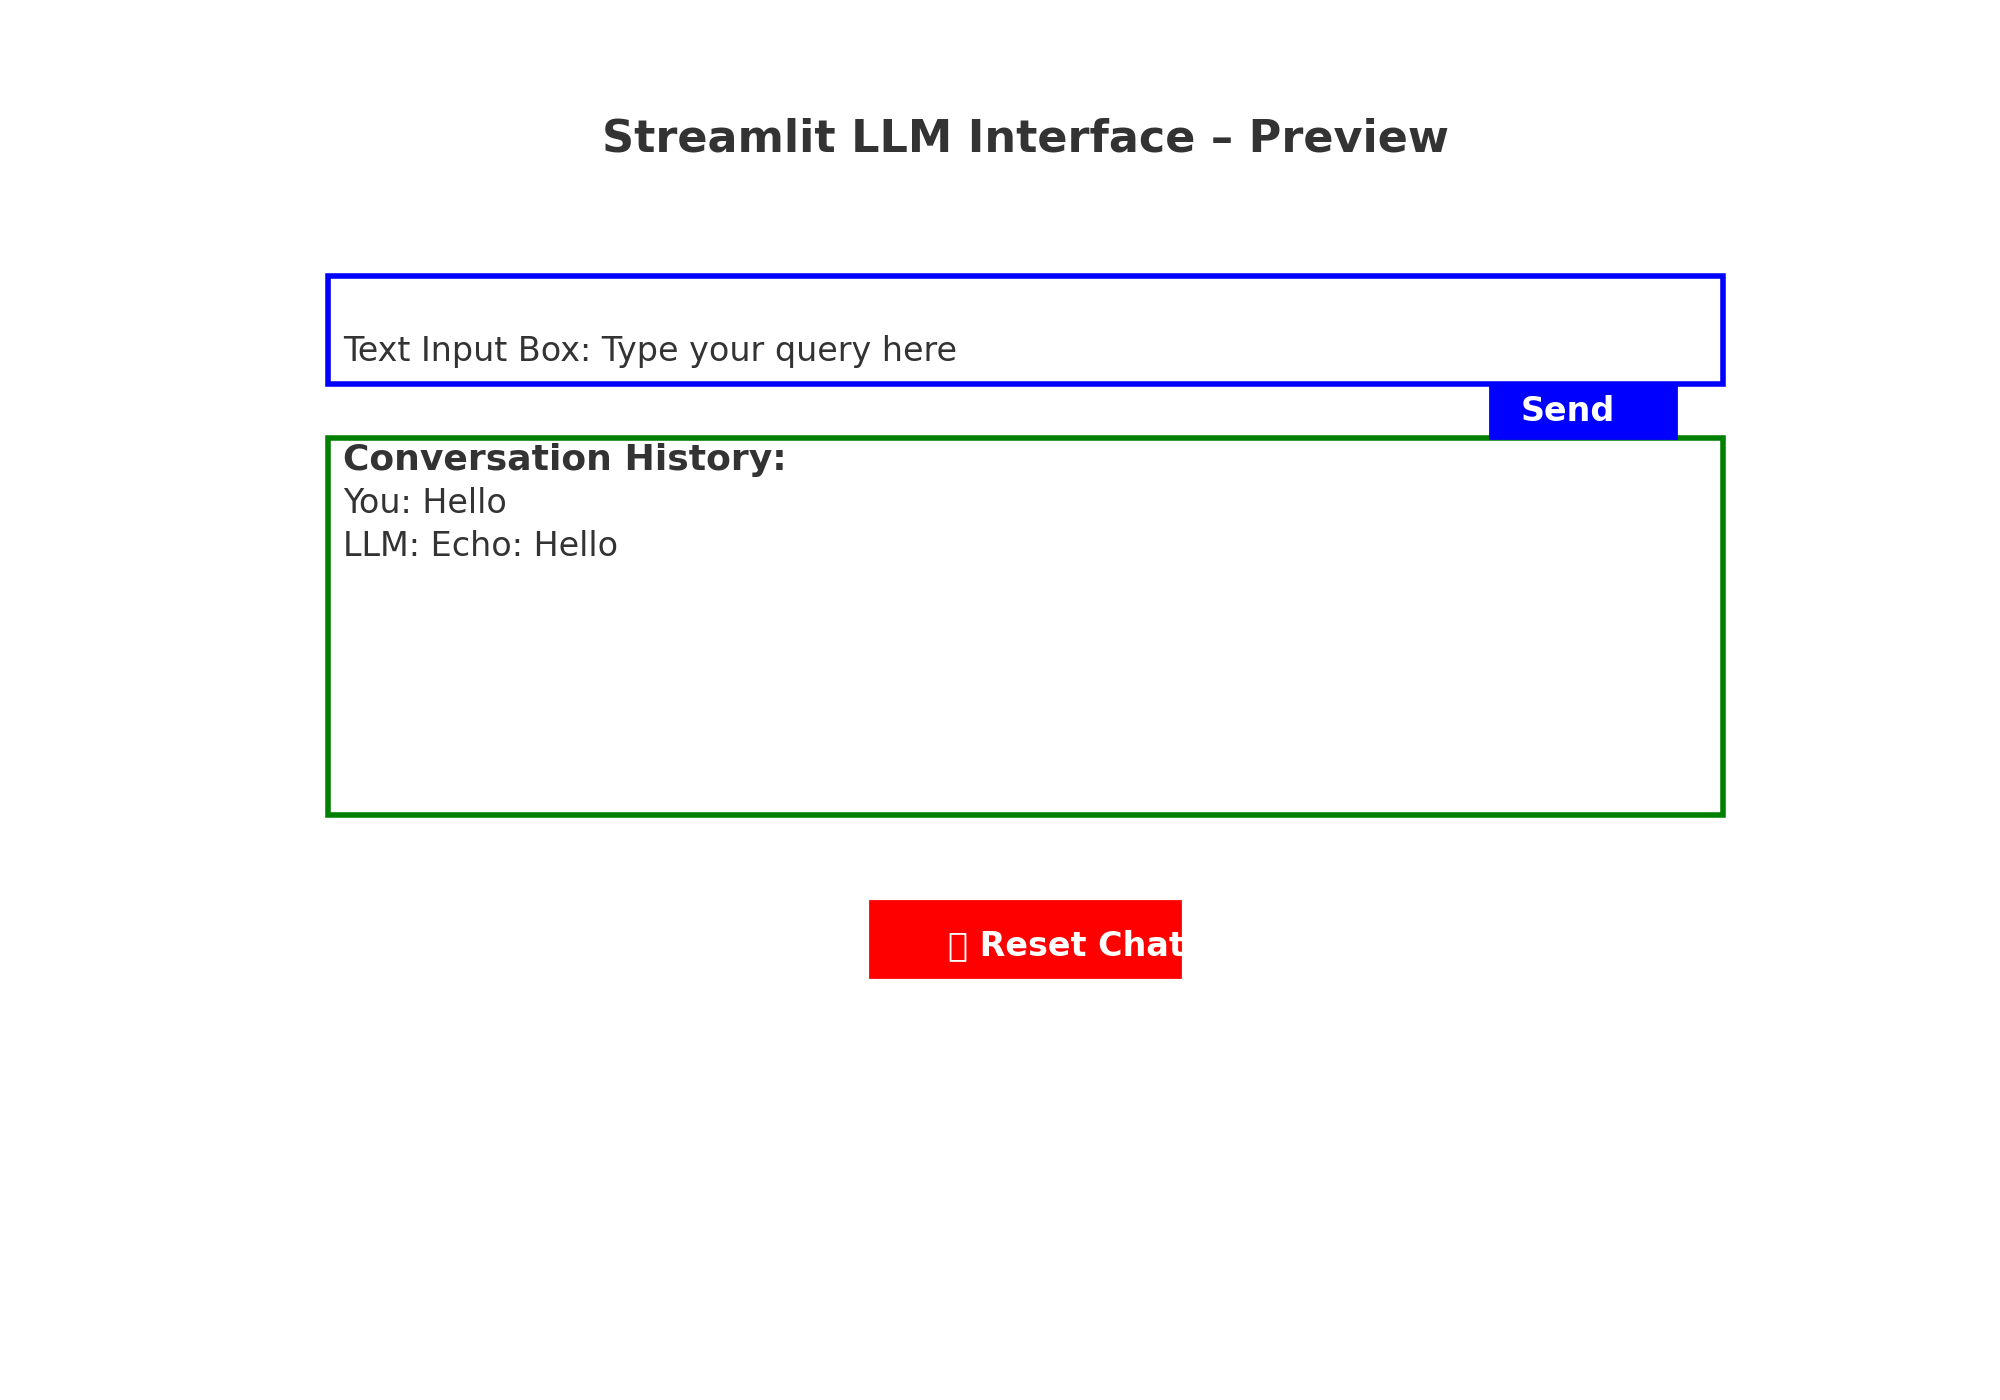 Streamlit LLM Interface – Preview
Text Input Box: Type your query here
Send
Conversation History:
You: Hello
LLM: Echo: Hello
Reset Chat